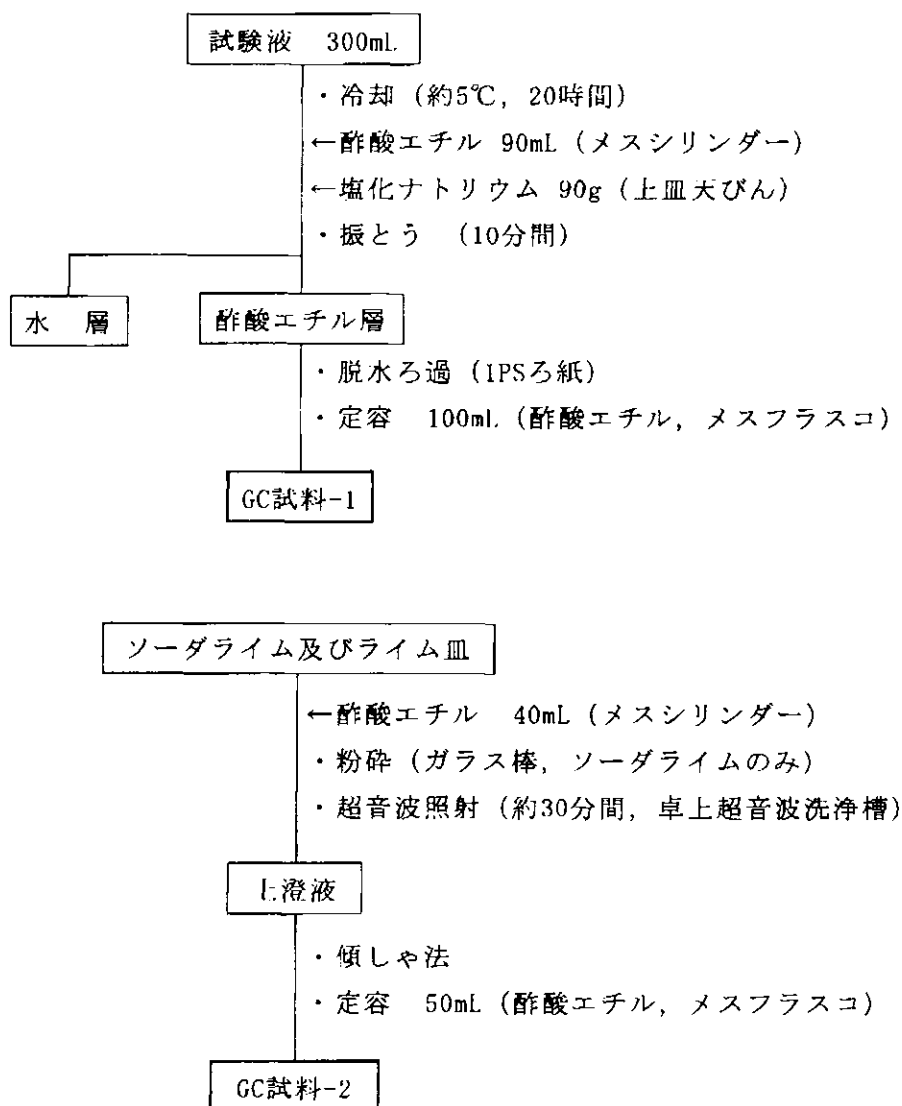 試験液 300mL
・冷却 (約5℃, 20時間)
←酢酸エチル 90mL (メスシリンダー)
←塩化ナトリウム 90g (上皿天びん)
・振とう (10分間)
水 層
酢酸エチル層
・脱水ろ過 (1PSろ紙)
・定容 100mL (酢酸エチル, メスフラスコ)
GC試料-1
ソーダライム及びライム皿
←酢酸エチル 40mL (メスシリンダー)
・粉砕 (ガラス棒, ソーダライムのみ)
・超音波照射 (約30分間, 卓上超音波洗浄槽)
上澄液
・傾しゃ法
・定容 50mL (酢酸エチル, メスフラスコ)
GC試料-2